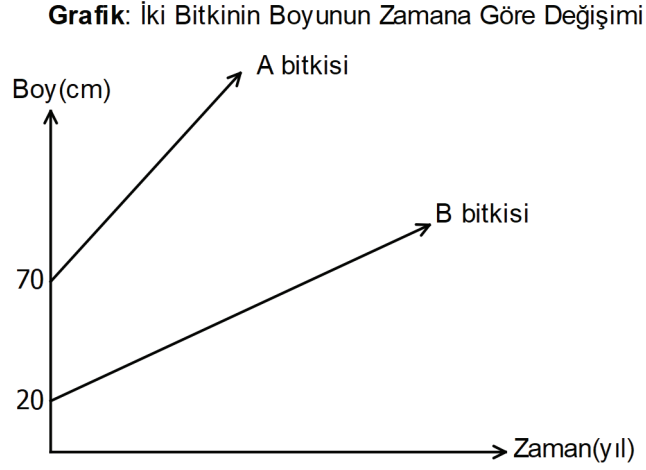 Grafik: İki Bitkinin Boyunun Zamana Göre Değişimi
A bitkisi
Boy(cm)
B bitkisi
70
20
Zaman(yıl)